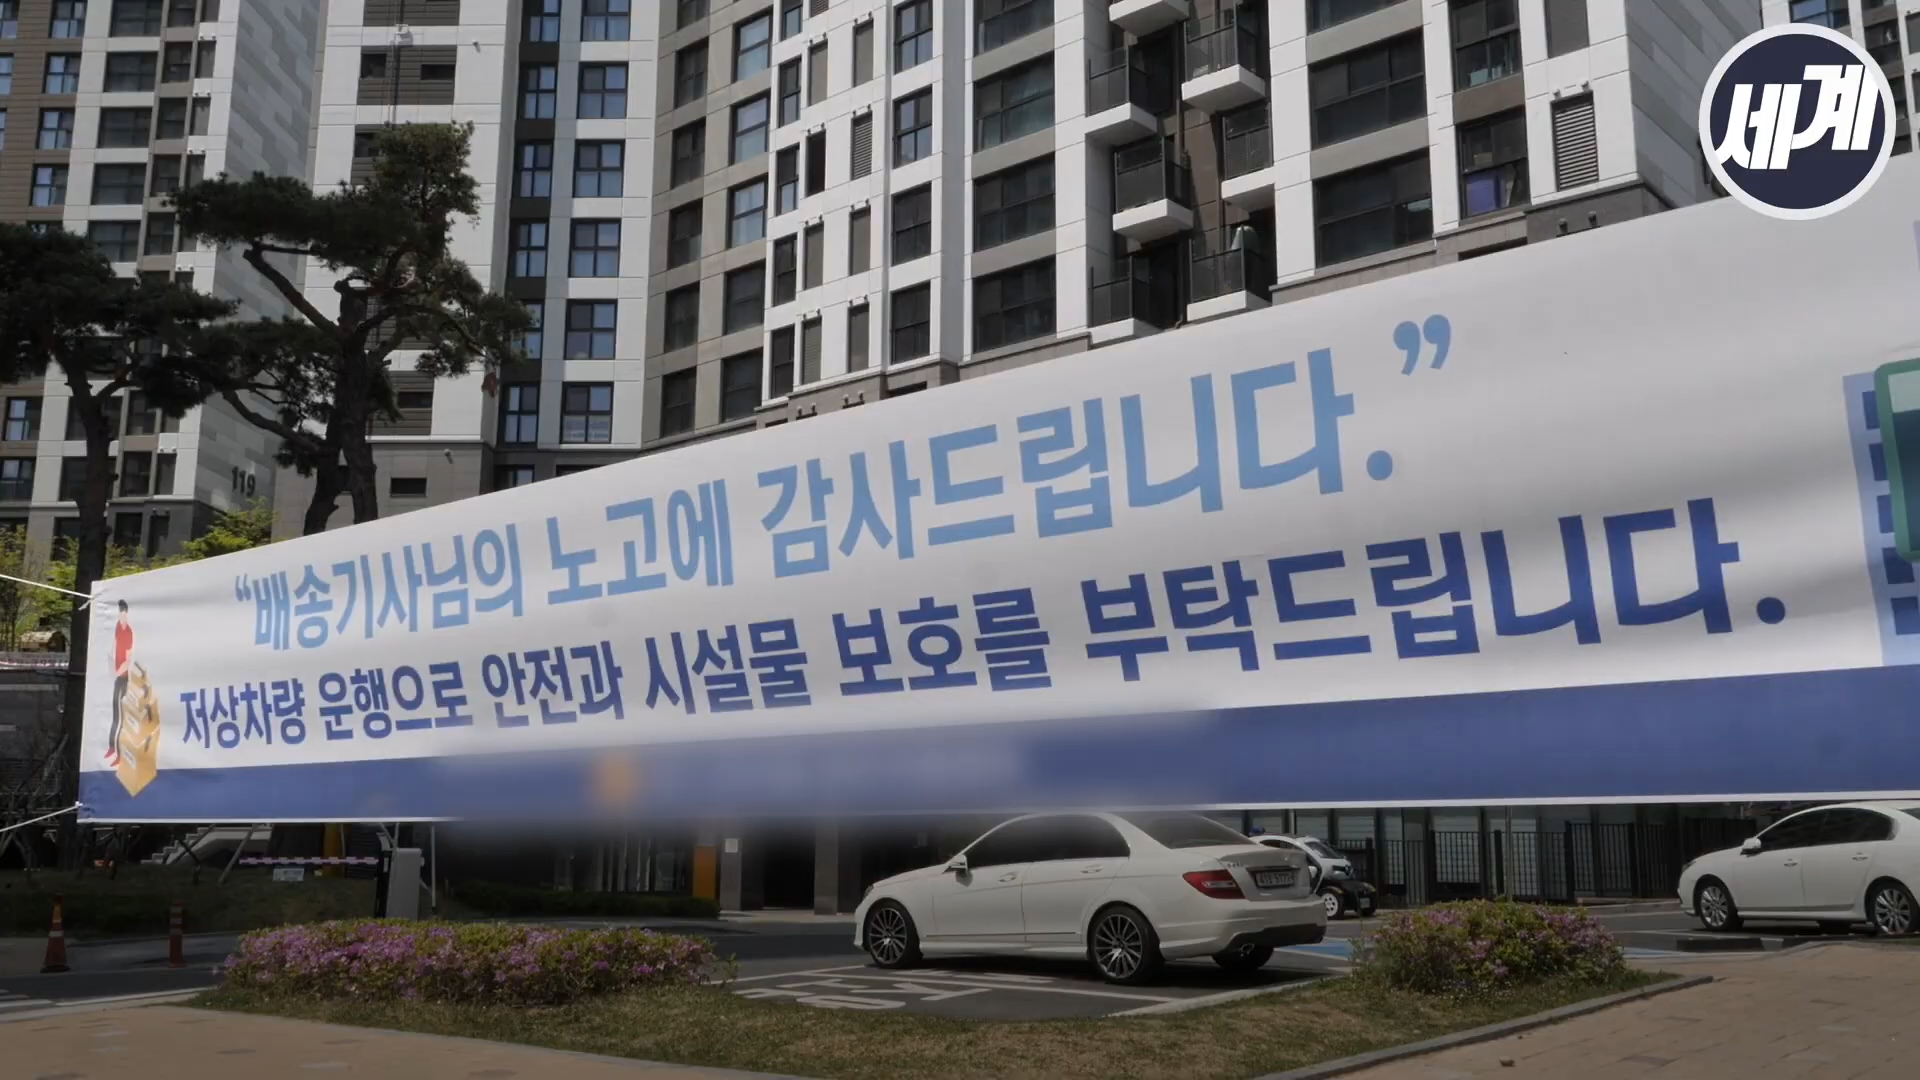 세계
119
“배송기사님의 노고에 감사드립니다.”
저상차량 운행으로 안전과 시설물 보호를 부탁드립니다.